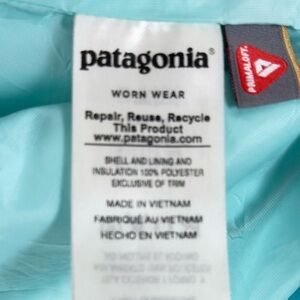 patagonia®
WORN WEAR
Repair, Reuse, Recycle
This Product
www.patagonia.com
SHELL AND LINING AND
INSULATION 100% POLYESTER
EXCLUSIVE OF TRIM
MADE IN VIETNAM
FABRIQUÉ AU VIETNAM
HECHO EN VIETNAM
PRIMALOFT